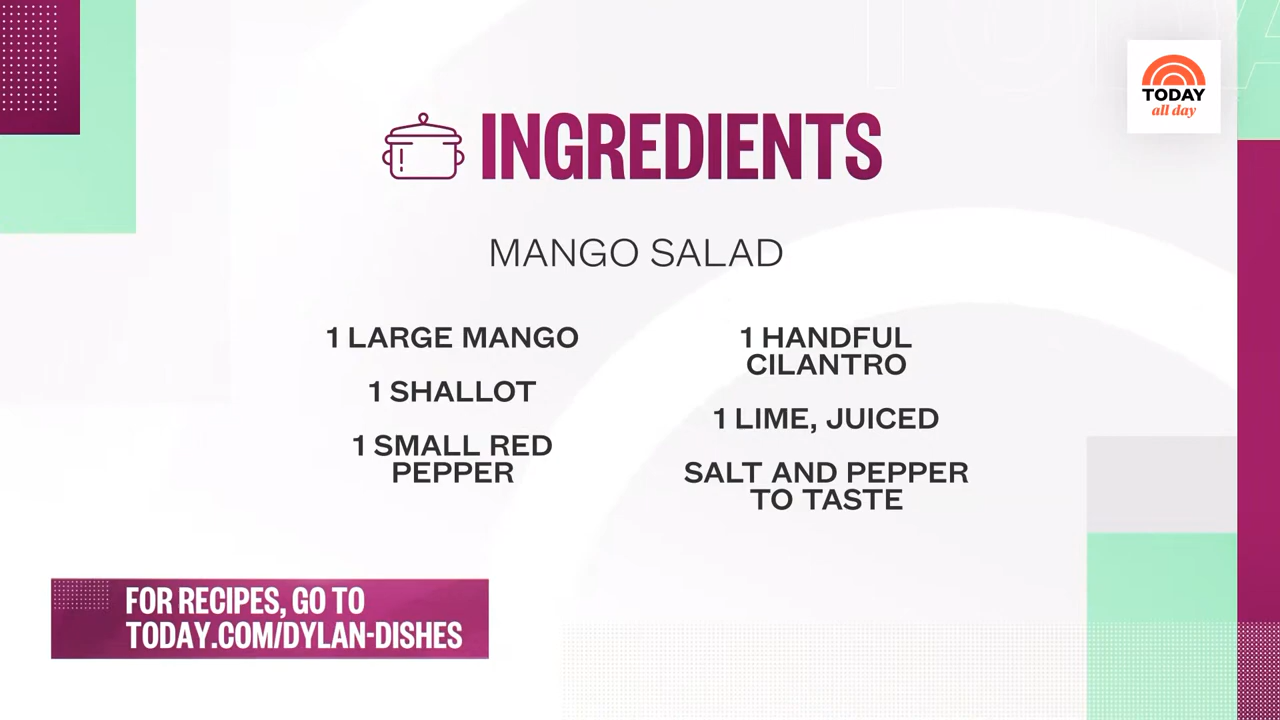 TODAY
all day
INGREDIENTS
MANGO SALAD
1 LARGE MANGO
1 SHALLOT
1 SMALL RED
PEPPER
1 HANDFUL
CILANTRO
1 LIME, JUICED
SALT AND PEPPER
TO TASTE
FOR RECIPES, GO TO
TODAY.COM/DYLAN-DISHES